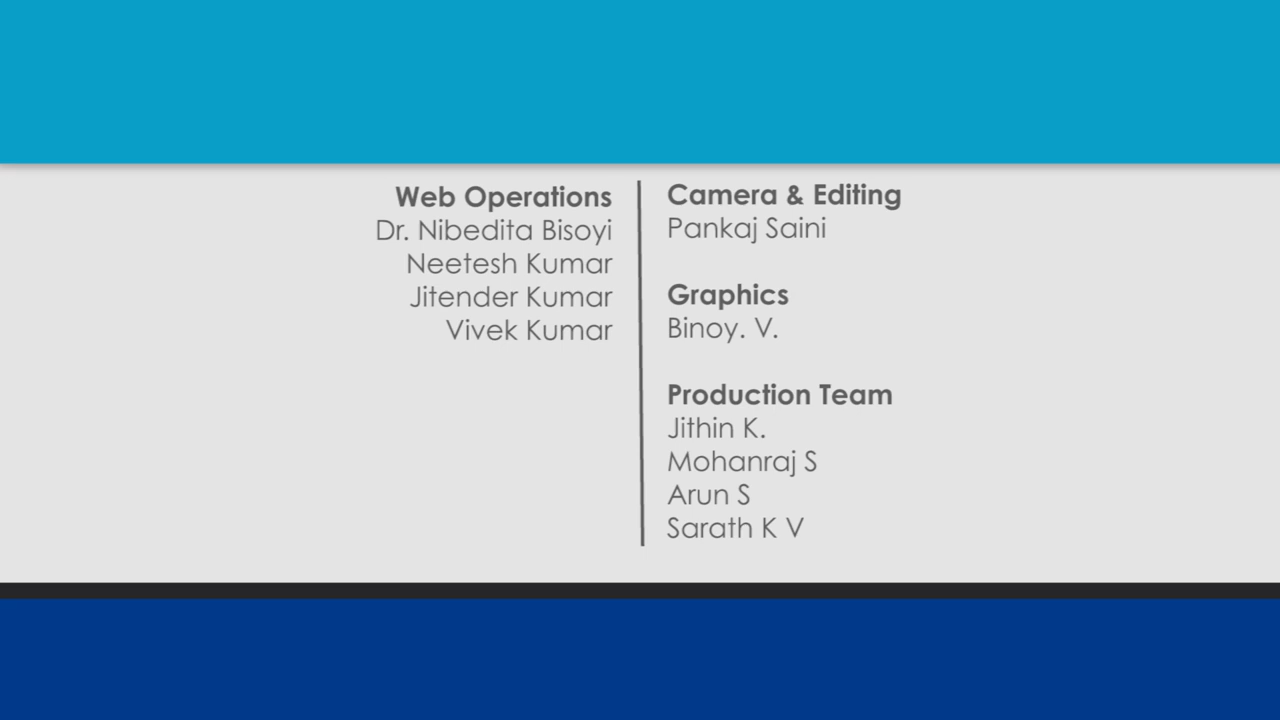 Web Operations
Dr. Nibedita Bisoyi
Neetesh Kumar
Jitender Kumar
Vivek Kumar
Camera & Editing
Pankaj Saini
Graphics
Binoy. V.
Production Team
Jithin K.
Mohanraj S
Arun S
Sarath K V